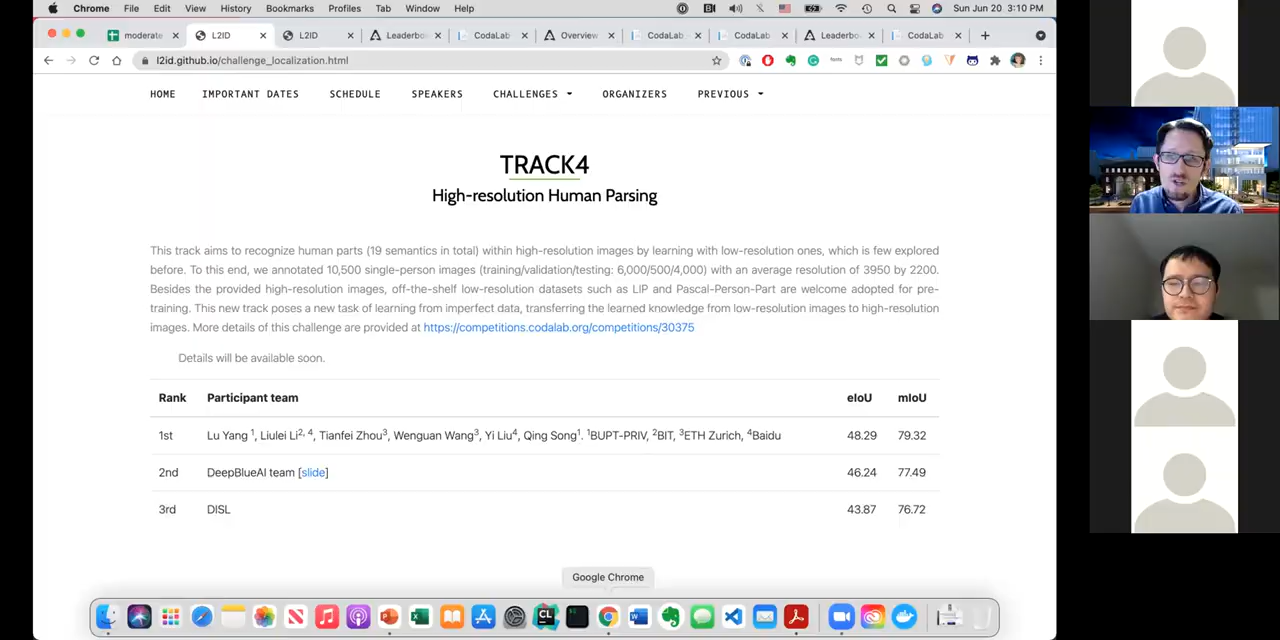 Chrome File Edit View History Bookmarks Profiles Tab Window Help Sun Jun 20 3:10 PM
moderate L2ID L2ID Leaderbo CodaLab Overview CodaLab CodaLab Leaderbo CodaLab
l2id.github.io/challenge_localization.html
HOME IMPORTANT DATES SCHEDULE SPEAKERS CHALLENGES ORGANIZERS PREVIOUS
TRACK4
High-resolution Human Parsing
This track aims to recognize human parts (19 semantics in total) within high-resolution images by learning with low-resolution ones, which is few explored
before. To this end, we annotated 10,500 single-person images (training/validation/testing: 6,000/500/4,000) with an average resolution of 3950 by 2200.
Besides the provided high-resolution images, off-the-shelf low-resolution datasets such as LIP and Pascal-Person-Part are welcome adopted for pre-
training. This new track poses a new task of learning from imperfect data, transferring the learned knowledge from low-resolution images to high-resolution
images. More details of this challenge are provided at https://competitions.codalab.org/competitions/30375
Details will be available soon.
Rank Participant team eIoU mIoU
1st Lu Yang ¹, Liulei Li²˒ ⁴, Tianfei Zhou³, Wenguan Wang³, Yi Liu⁴, Qing Song¹. ¹BUPT-PRIV, ²BIT, ³ETH Zurich, ⁴Baidu 48.29 79.32
2nd DeepBlueAI team [slide] 46.24 77.49
3rd DISL 43.87 76.72
Google Chrome